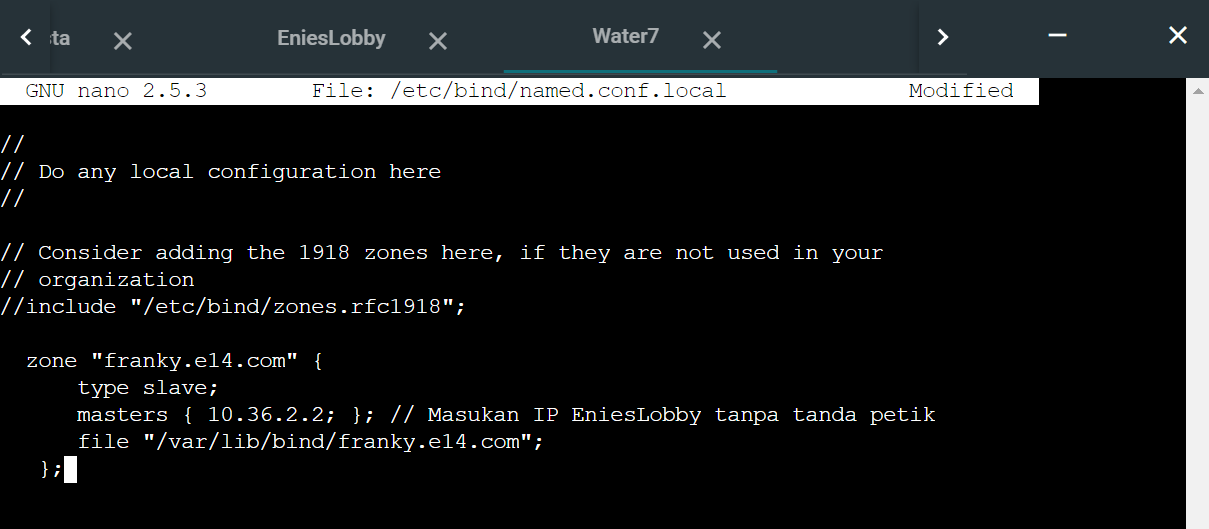 sta EniesLobby Water7
GNU nano 2.5.3 File: /etc/bind/named.conf.local Modified
//
// Do any local configuration here
//
// Consider adding the 1918 zones here, if they are not used in your
// organization
//include "/etc/bind/zones.rfc1918";
zone "franky.e14.com" {
type slave;
masters { 10.36.2.2; }; // Masukan IP EniesLobby tanpa tanda petik
file "/var/lib/bind/franky.e14.com";
};